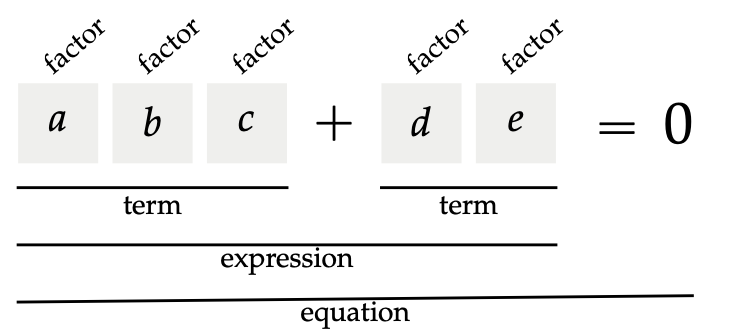 factor factor factor factor factor
a b c + d e = 0
term term
expression
equation